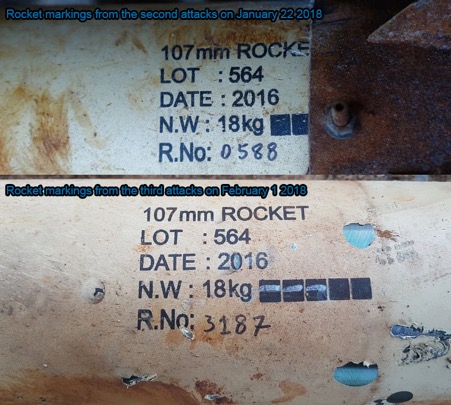 Rocket markings from the second attacks on January 22 2018
107mm ROCKE
LOT : 564
DATE : 2016
N.W : 18kg
R.No: 0588
Rocket markings from the third attacks on February 1 2018
107mm ROCKET
LOT : 564
DATE : 2016
N.W : 18kg
R.No: 3187